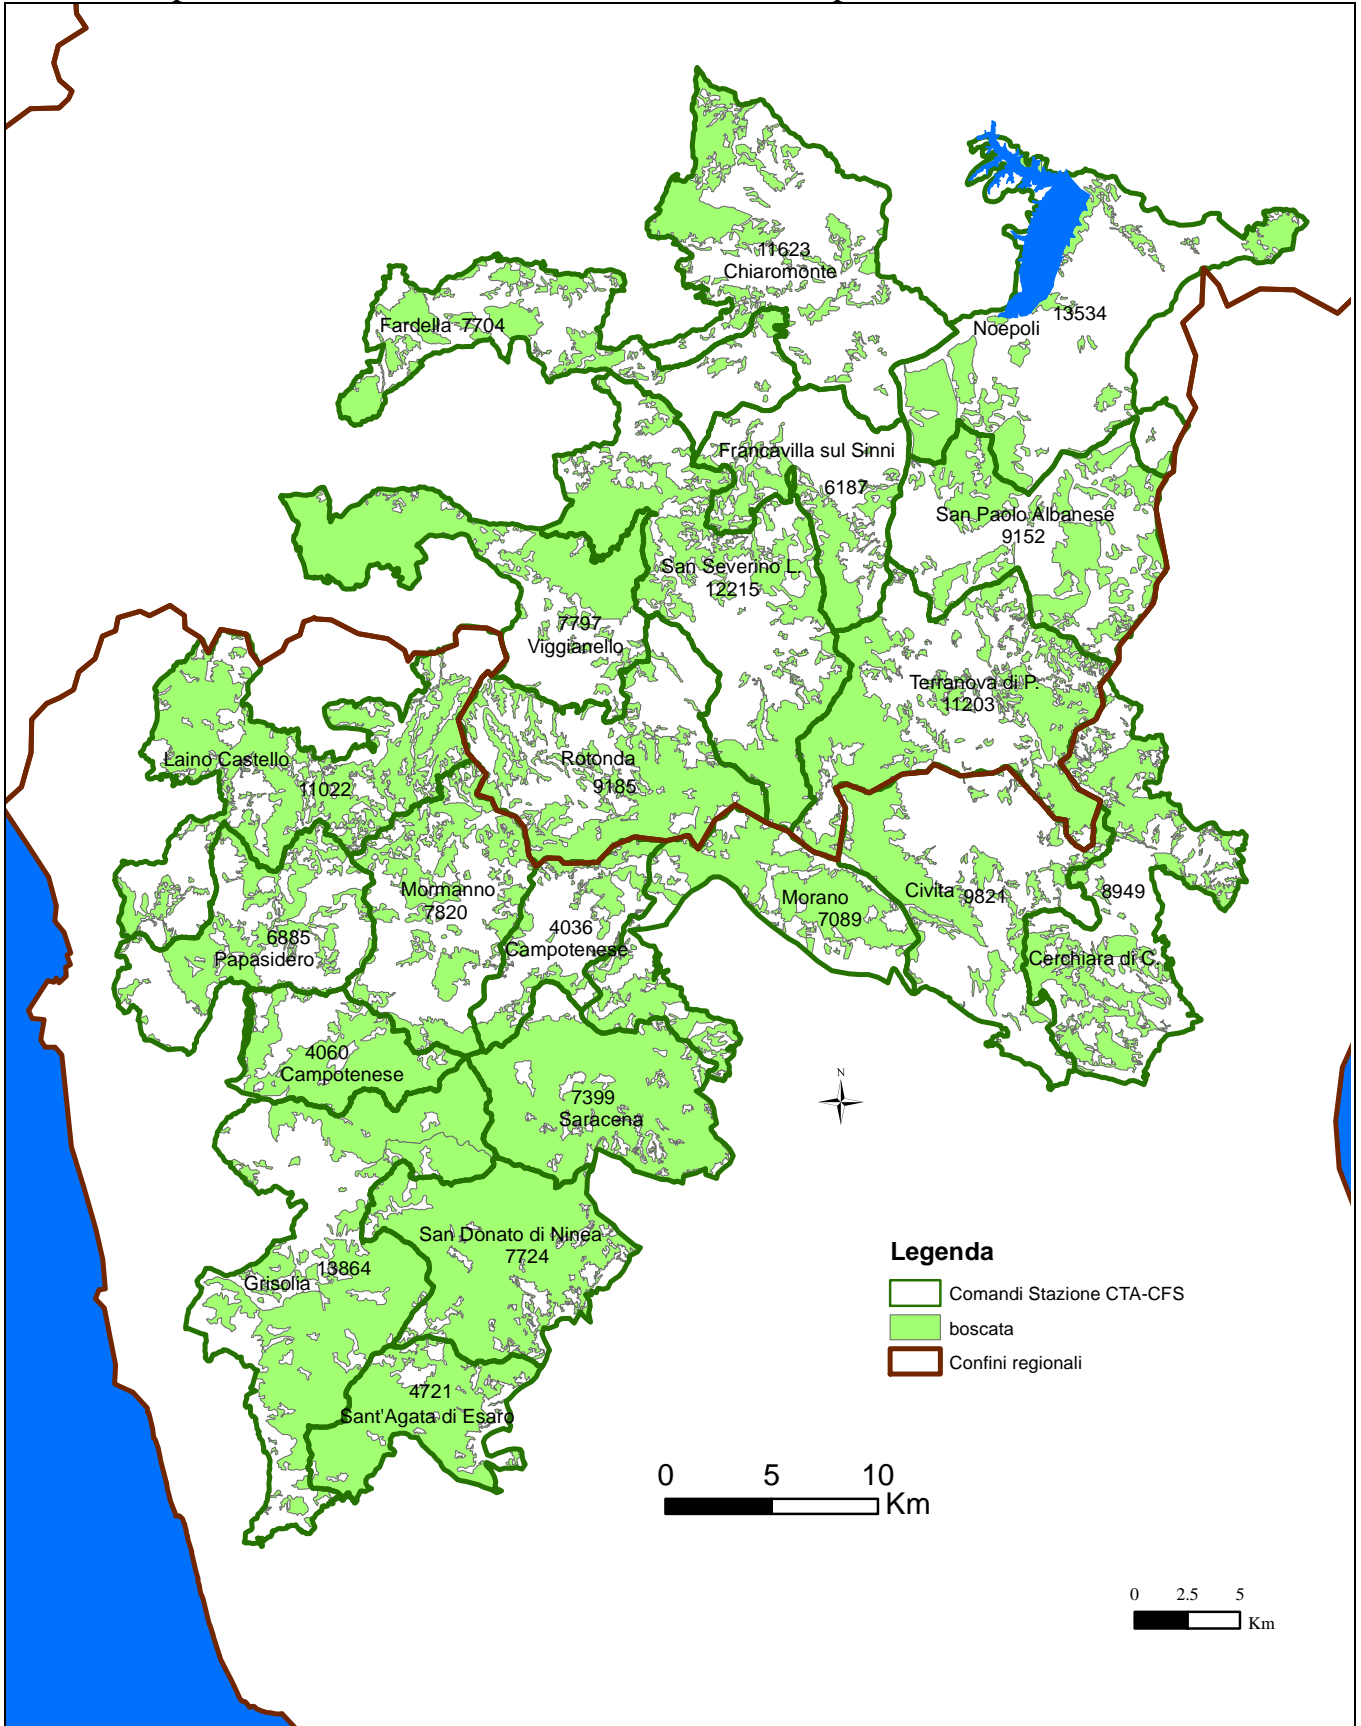 11623
Chiaromonte
Fardella 7704
13534
Noepoli
Francavilla sul Sinni
6187
San Paolo Albanese
9152
San Severino L.
12215
7797
Viggianello
Terranova di P.
11203
Laino Castello
11022
Rotonda
9185
Mormanno
7820
Morano
7089
Civita 9821
8949
4036
Campotenese
6885
Papasidero
Cerchiara di C.
4060
Campotenese
N
7399
Saracena
San Donato di Ninea
7724
Grisolia 13864
Legenda
Comandi Stazione CTA-CFS
boscata
Confini regionali
4721
Sant'Agata di Esaro
0 5 10
Km
0 2.5 5
Km